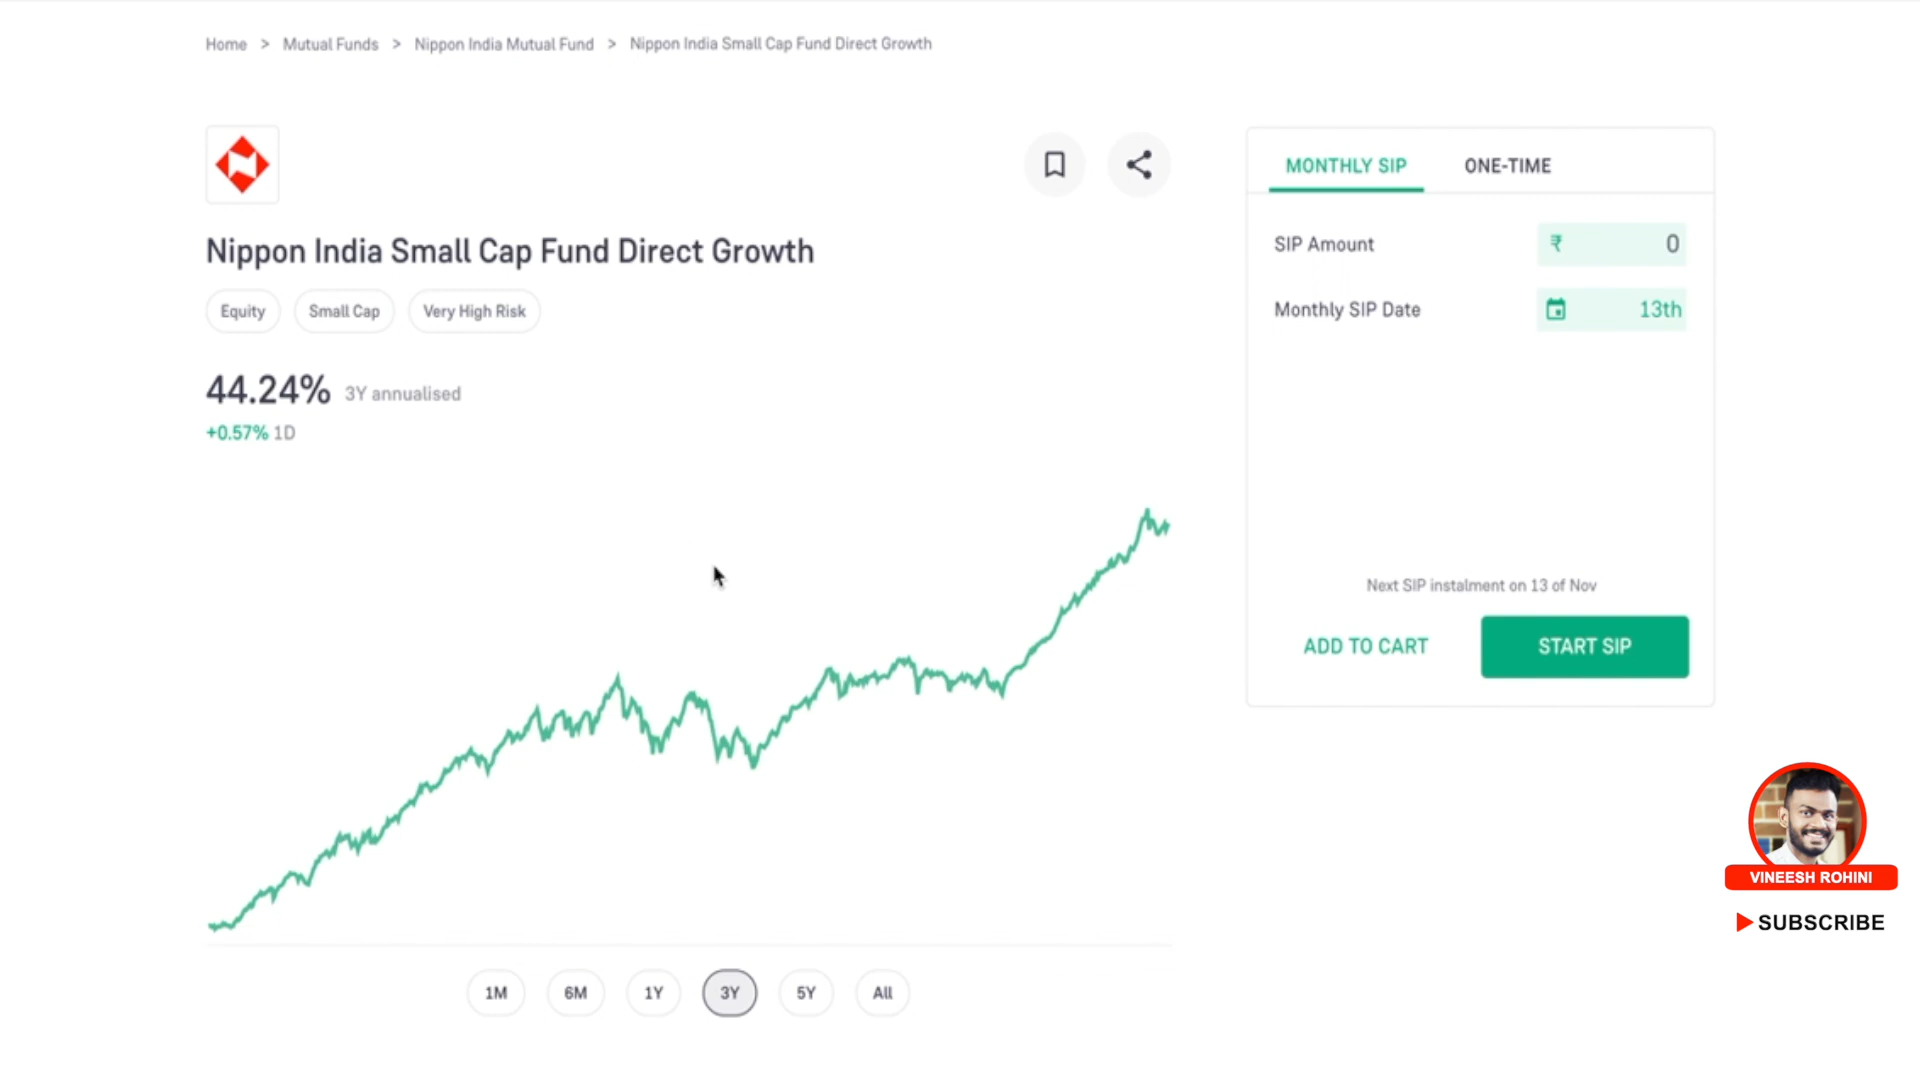 Home > Mutual Funds > Nippon India Mutual Fund > Nippon India Small Cap Fund Direct Growth
Nippon India Small Cap Fund Direct Growth
Equity Small Cap Very High Risk
44.24% 3Y annualised
+0.57% 1D
1M 6M 1Y 3Y 5Y All
MONTHLY SIP ONE-TIME
SIP Amount ₹ 0
Monthly SIP Date 13th
Next SIP instalment on 13 of Nov
ADD TO CART START SIP
VINEESH ROHINI
SUBSCRIBE